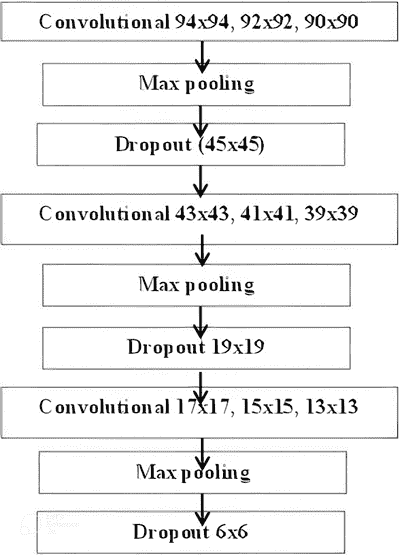 Convolutional 94x94, 92x92, 90x90
Max pooling
Dropout (45x45)
Convolutional 43x43, 41x41, 39x39
Max pooling
Dropout 19x19
Convolutional 17x17, 15x15, 13x13
Max pooling
Dropout 6x6